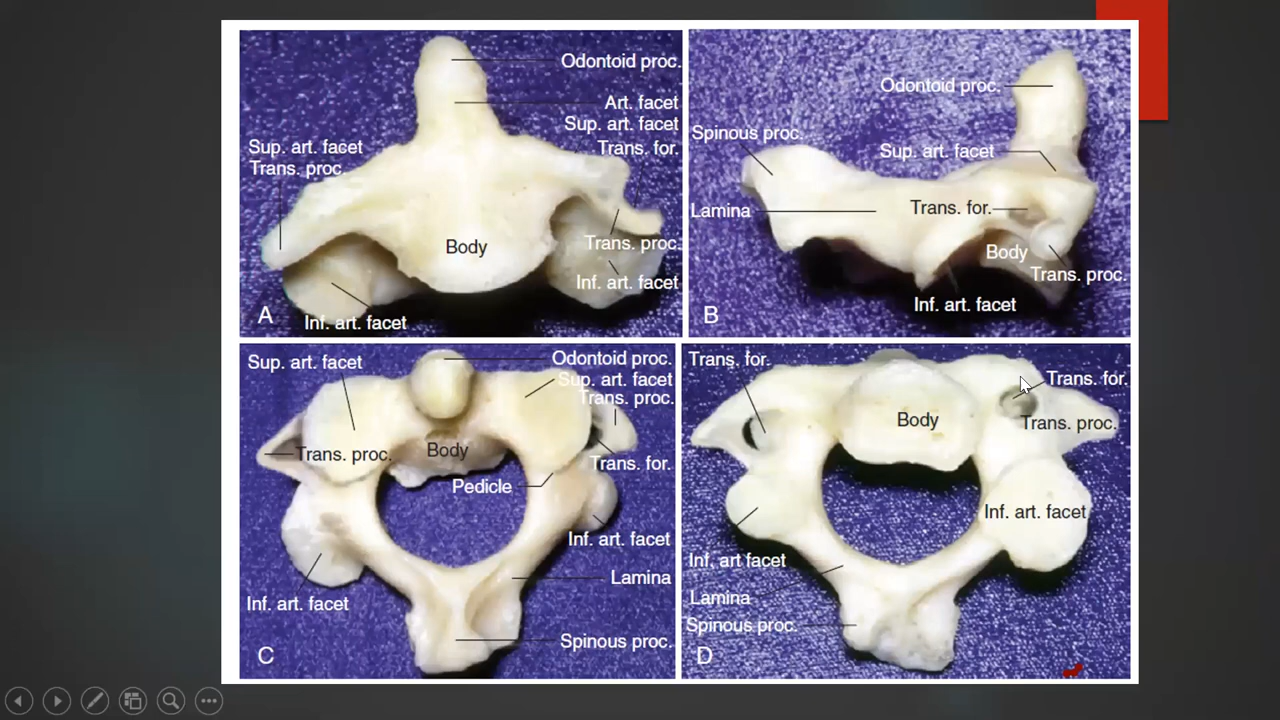 Odontoid proc.
Art. facet
Sup. art. facet
Trans. for.
Sup. art. facet
Trans. proc.
Body
Trans. proc.
Inf. art. facet
Inf. art. facet
A
Odontoid proc.
Spinous proc.
Sup. art. facet
Lamina
Trans. for.
Body
Trans. proc.
Inf. art. facet
B
Sup. art. facet
Odontoid proc.
Sup. art. facet
Trans. proc.
Body
Trans. proc.
Trans. for.
Pedicle
Inf. art. facet
Lamina
Inf. art. facet
Spinous proc.
C
Trans. for.
Trans. for.
Body
Trans. proc.
Inf. art. facet
Inf. art facet
Lamina
Spinous proc.
D